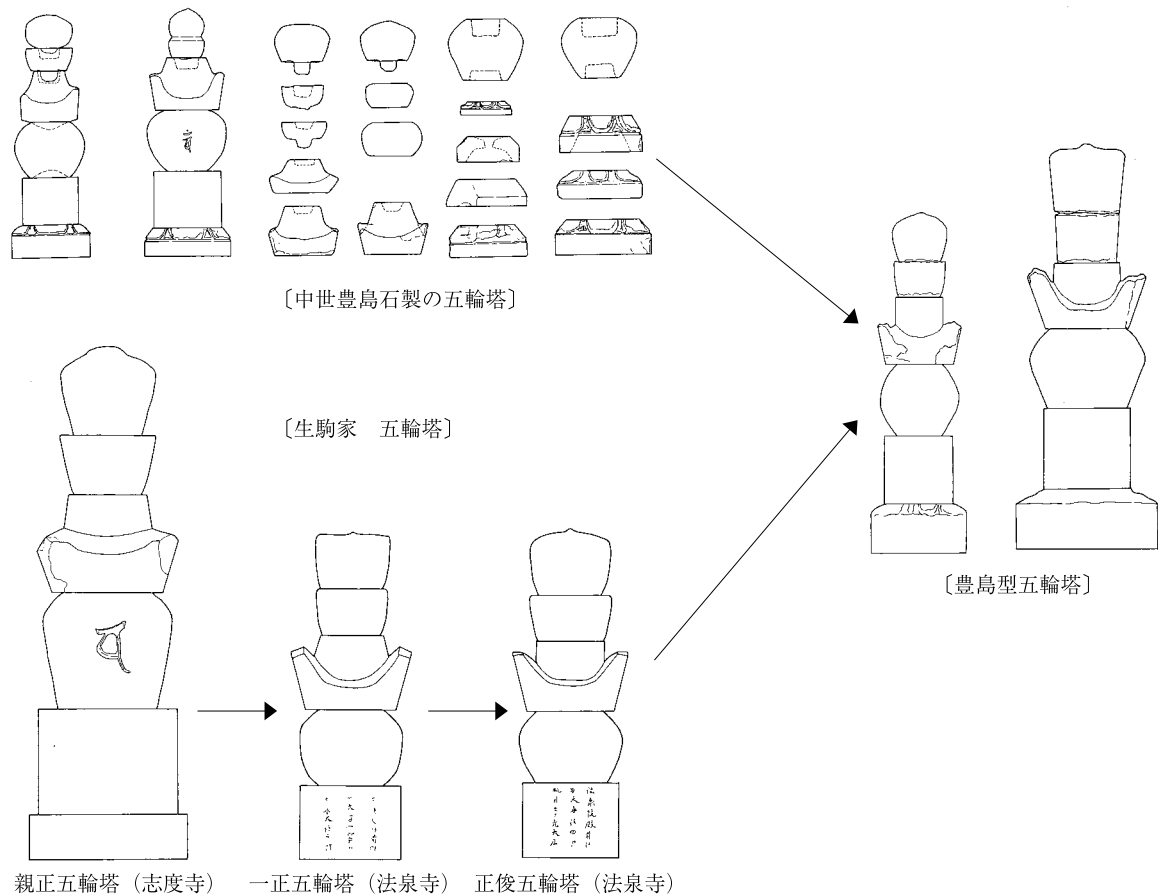 〔中世豊島石製の五輪塔〕
〔生駒家　五輪塔〕
〔豊島型五輪塔〕
親正五輪塔（志度寺）
一正五輪塔（法泉寺）
正俊五輪塔（法泉寺）